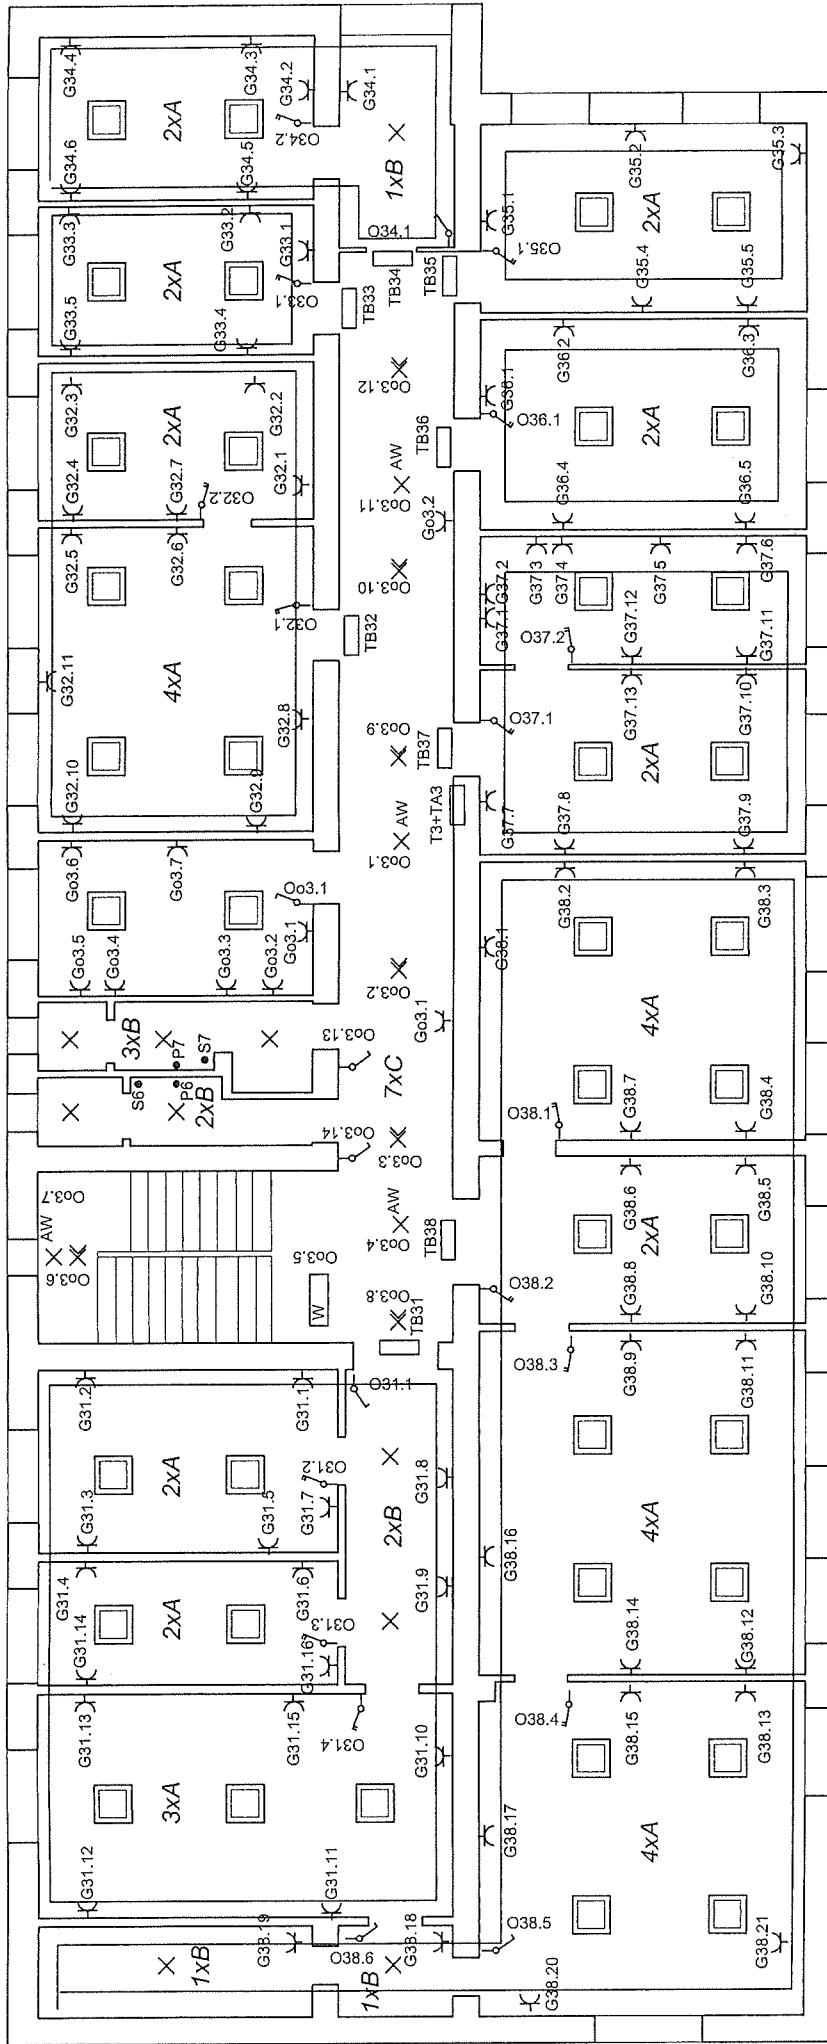 G34.4
G34.3
G34.2
G34.1
2xA
O34.2
G34.6
G34.5
1xB
O34.1
G35.2
G35.3
G35.1
2xA
O35.1
G35.4
G35.5
G33.3
G33.2
G33.1
2xA
O33.1
G33.5
G33.4
TB33
TB34
TB35
Oo3.12
G36.2
G36.3
G36.1
O36.1
2xA
G36.4
G36.5
TB36
AW
Oo3.11
Go3.2
G32.3
G32.2
2xA
G32.4
G32.7
O32.2
G32.1
G32.5
G32.6
O32.1
Oo3.10
TB32
G32.11
4xA
G32.8
G32.10
G32.9
G37.3
G37.4
G37.5
G37.6
G37.2
G37.1
G37.12
G37.11
O37.2
G37.13
G37.10
O37.1
2xA
Oo3.9
TB37
T3+TA3
G37.7
G37.8
G37.9
AW
Oo3.1
Go3.6
Go3.7
Oo3.1
Go3.1
Go3.5
Go3.4
Go3.3
Go3.2
Oo3.2
Go3.1
G38.2
G38.3
G38.1
4xA
G38.7
G38.4
O38.1
3xB
P7
S7
Oo3.13
7xC
S6
P6
2xB
Oo3.14
Oo3.3
AW
Oo3.4
TB38
Oo3.7
AW
Oo3.6
Oo3.5
W
Oo3.8
TB31
G38.6
G38.5
2xA
G38.8
G38.10
O38.2
O38.3
G38.9
G38.11
4xA
G38.16
G38.14
G38.12
O31.1
G31.2
G31.1
2xA
O31.2
G31.3
G31.5
G31.7
G31.8
2xB
G31.9
G31.4
G31.6
2xA
G31.14
O31.3
G31.16
G31.13
G31.15
O31.4
G31.10
3xA
G31.12
G31.11
O38.4
G38.15
G38.13
G38.17
4xA
O38.5
G38.21
G38.20
G38.19
G38.18
O38.6
1xB
1xB